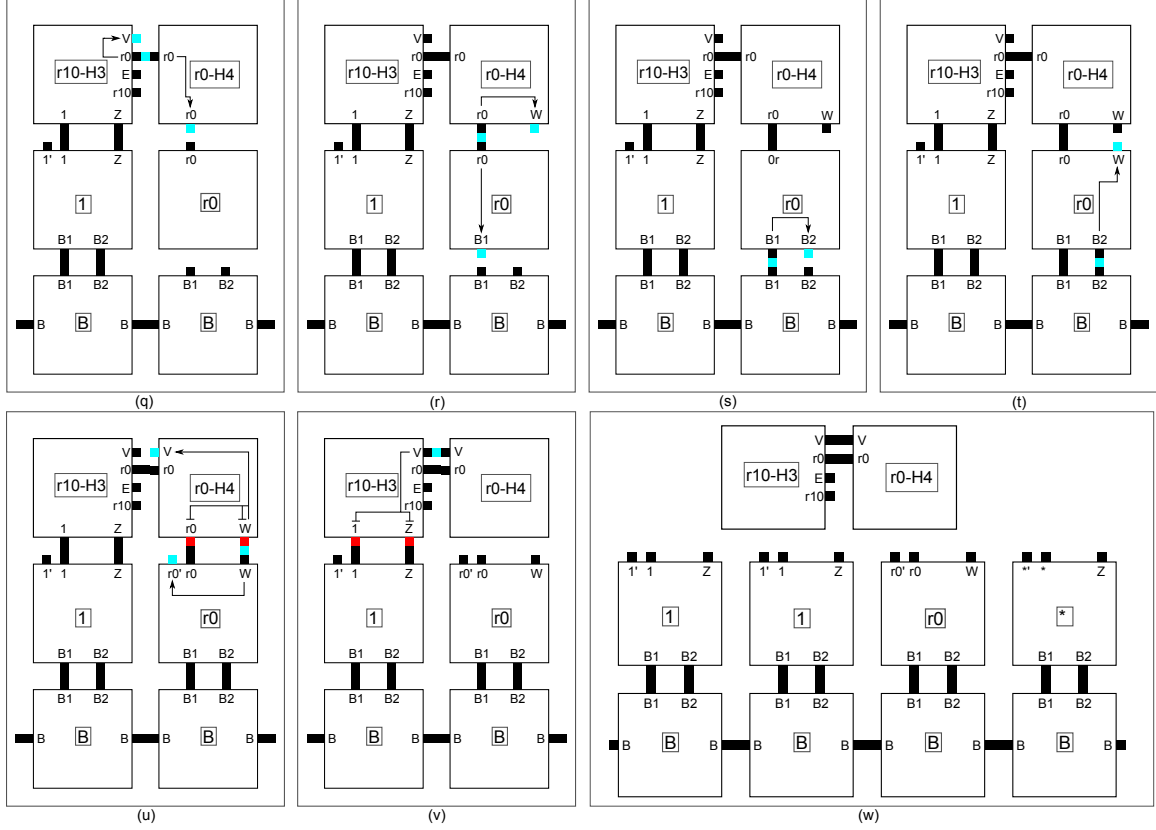 V
r0 r0
r10-H3 r0-H4
E
r10
1 Z r0
1' 1 Z r0
1 r0
B1 B2
B1 B2 B1 B2
B B B B
(q)
V
r0 r0
r10-H3 r0-H4
E
r10
1 Z r0 W
1' 1 Z r0
1 r0
B1 B2 B1
B1 B2 B1 B2
B B B B
(r)
V
r0 r0
r10-H3 r0-H4
E
r10
1 Z r0 W
1' 1 Z 0r
1 r0
B1 B2 B1 B2
B1 B2 B1 B2
B B B B
(s)
V
r0 r0
r10-H3 r0-H4
E
r10
1 Z r0 W
1' 1 Z r0 W
1 r0
B1 B2 B1 B2
B1 B2 B1 B2
B B B B
(t)
V V
r0 r0
r10-H3 r0-H4
E
r10
1 Z r0 W
1' 1 Z r0' r0 W
1 r0
B1 B2 B1 B2
B1 B2 B1 B2
B B B B
(u)
V V
r0 r0
r10-H3 r0-H4
E
r10
1 Z
1' 1 Z r0' r0 W
1 r0
B1 B2 B1 B2
B1 B2 B1 B2
B B B B
(v)
V V
r0 r0
r10-H3 r0-H4
E
r10
1' 1 Z 1' 1 Z r0' r0 W *' * Z
1 1 r0 *
B1 B2 B1 B2 B1 B2 B1 B2
B1 B2 B1 B2 B1 B2 B1 B2
B B B B B B B B B B B B
(w)